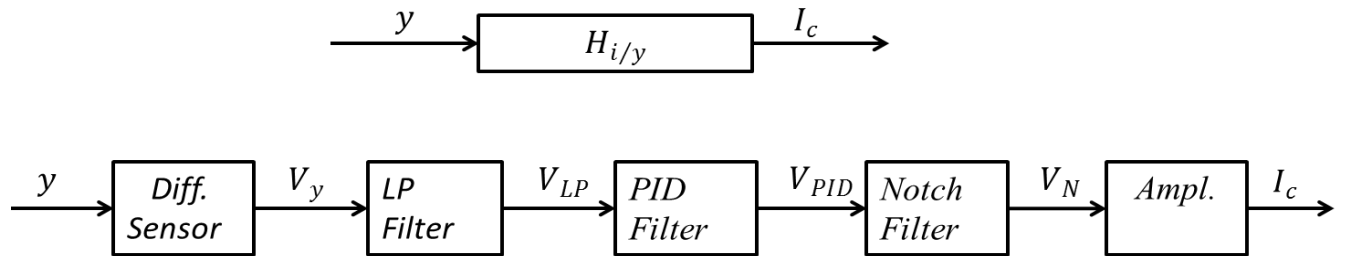 y I_c
H_{i/y}
y Diff. V_y LP V_{LP} PID V_{PID} Notch V_N Ampl. I_c
Sensor Filter Filter Filter